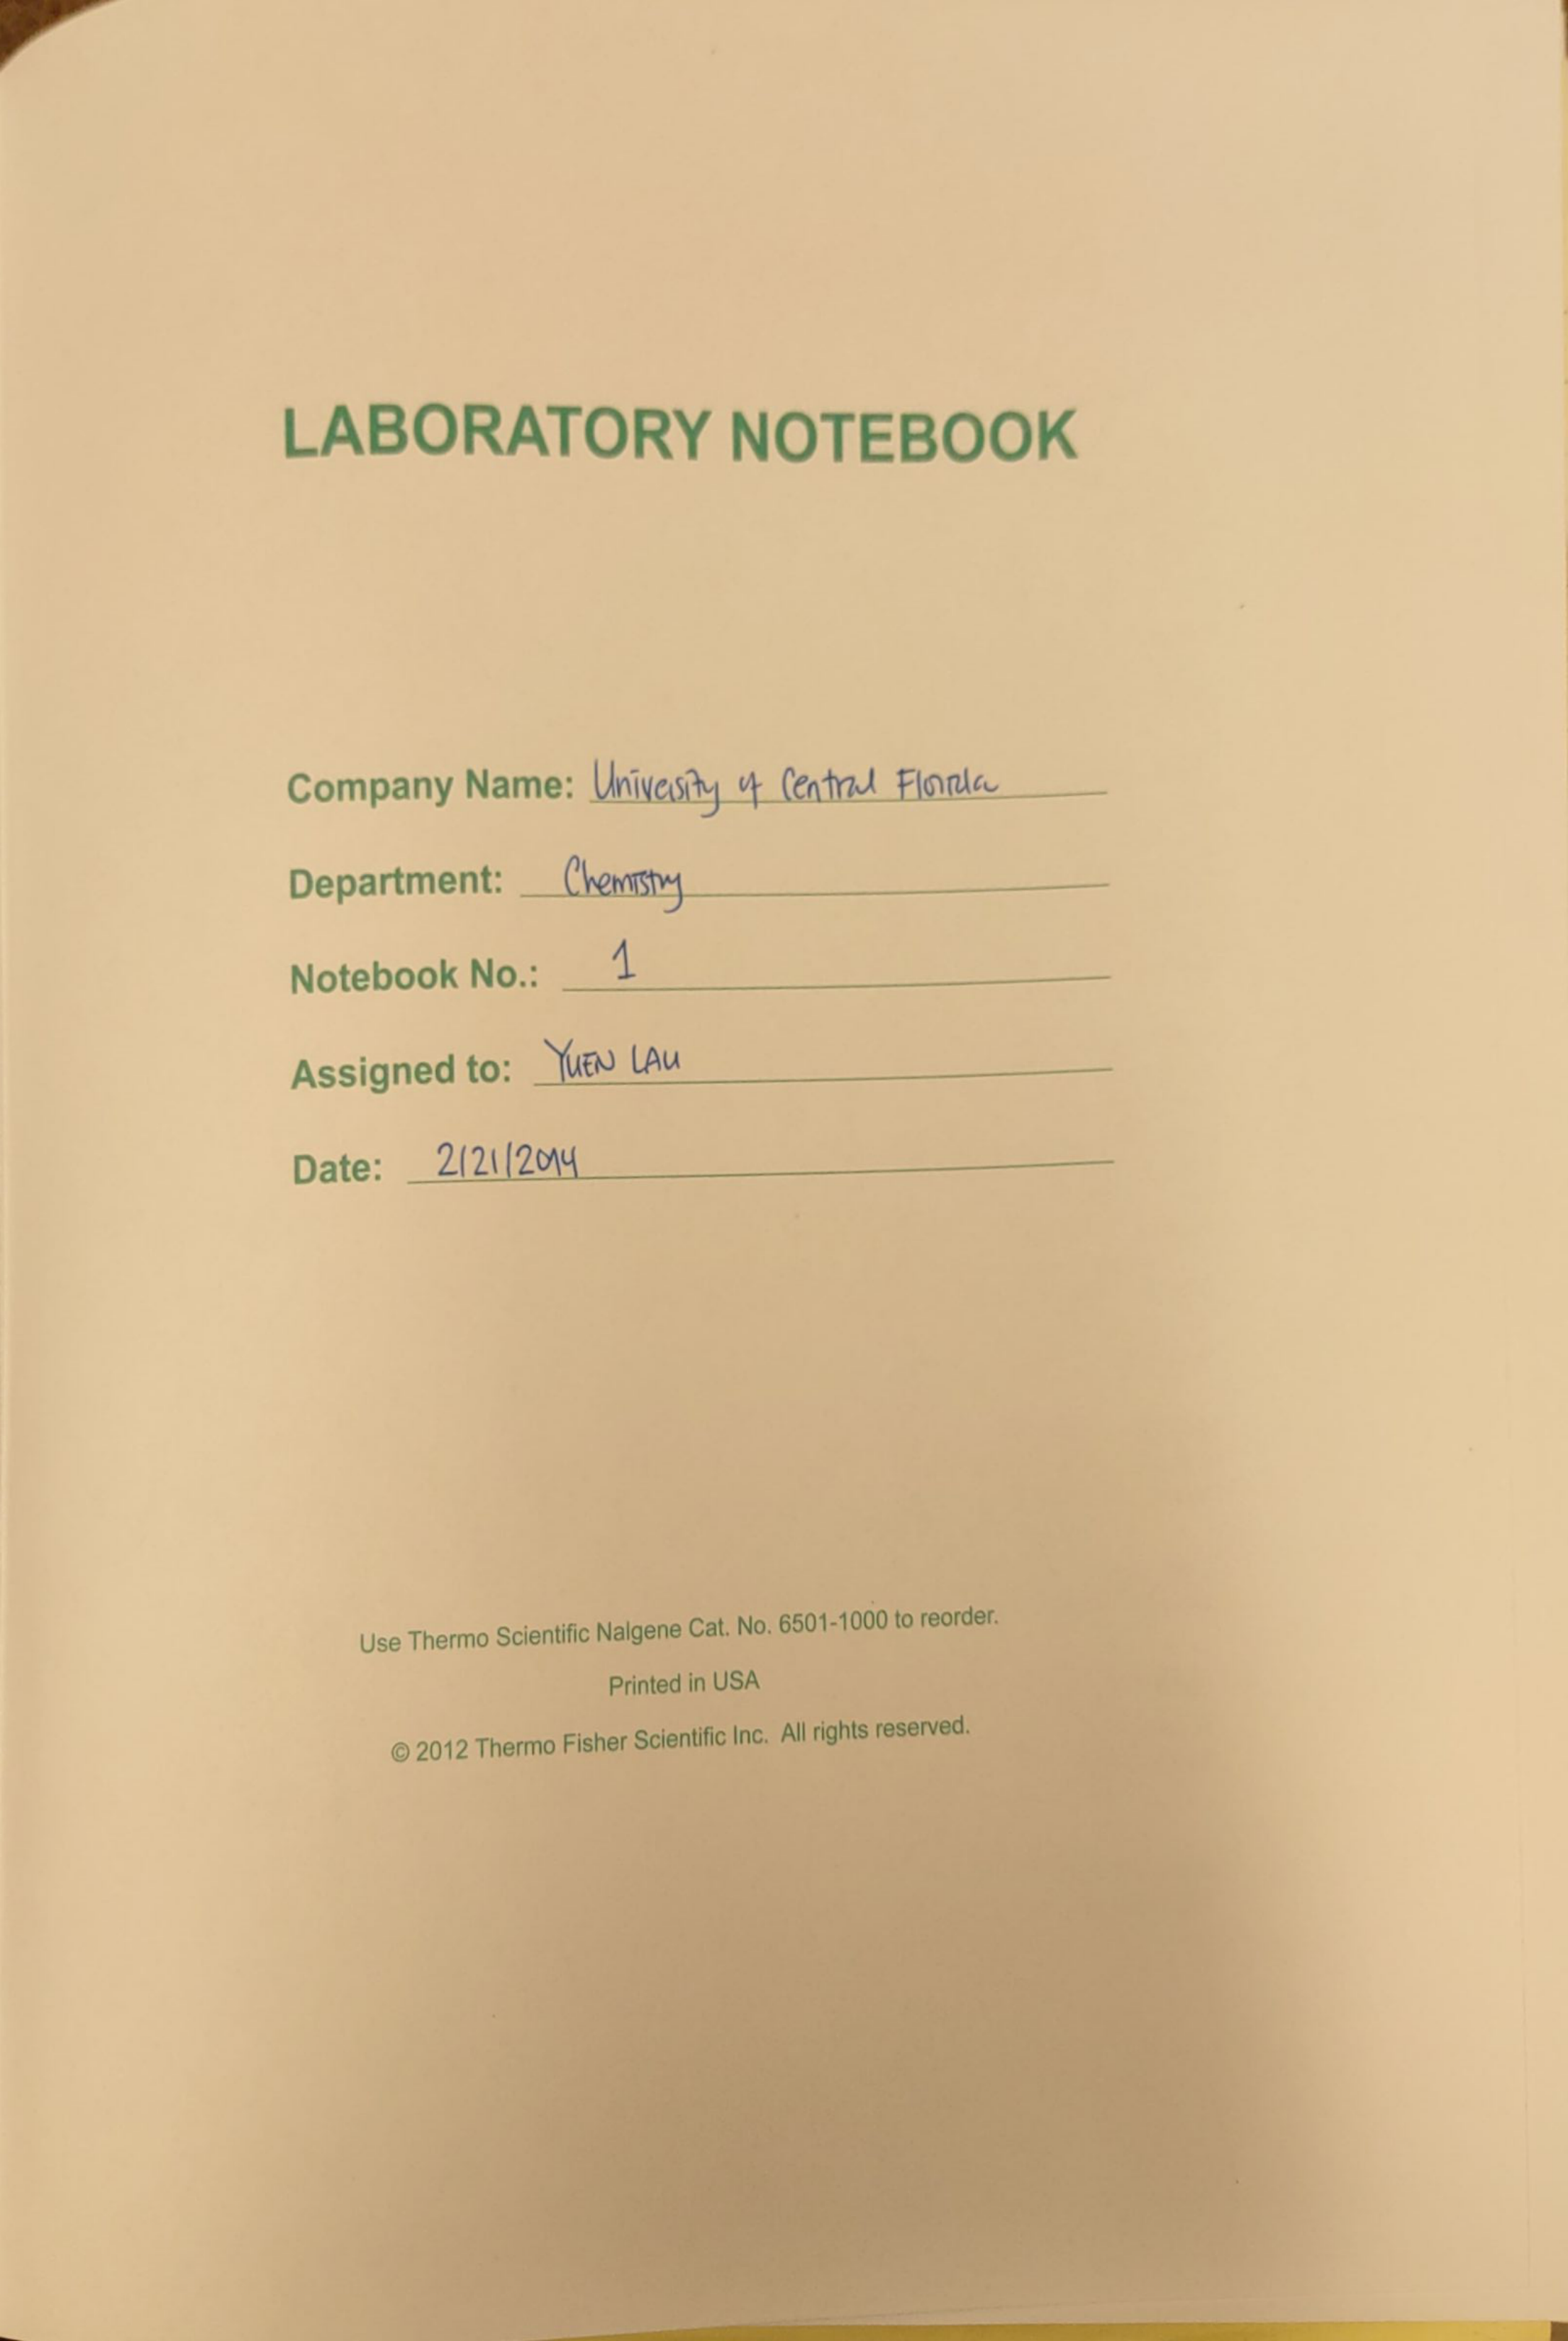 LABORATORY NOTEBOOK
Company Name: University of Central Florida
Department: Chemistry
Notebook No.: 1
Assigned to: YUEN LAU
Date: 2/21/2014
Use Thermo Scientific Nalgene Cat. No. 6501-1000 to reorder.
Printed in USA
© 2012 Thermo Fisher Scientific Inc. All rights reserved.